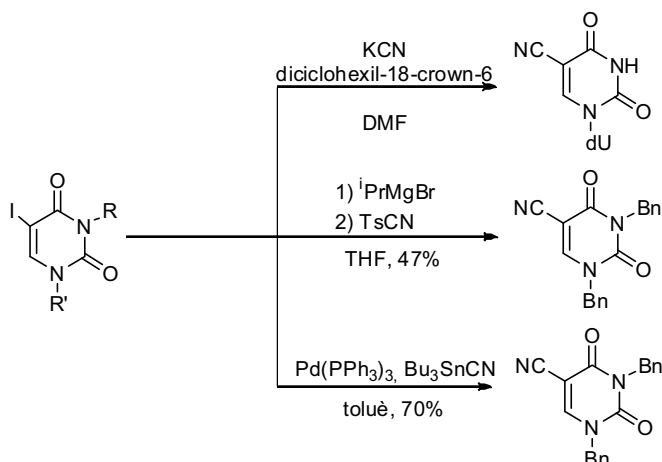 KCN
diciclohexil-18-crown-6
DMF
NC
O
NH
N
O
dU
I
O
N
R
N
O
R'
1) iPrMgBr
2) TsCN
THF, 47%
NC
O
Bn
N
N
O
Bn
Pd(PPh3)3, Bu3SnCN
toluè, 70%
NC
O
Bn
N
N
O
Bn